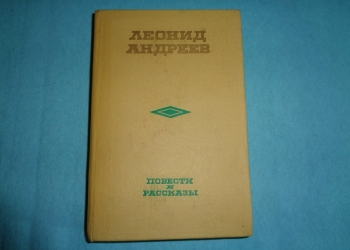 ЛЕОНИД
АНДРЕЕВ
ПОВЕСТИ
И
РАССКАЗЫ